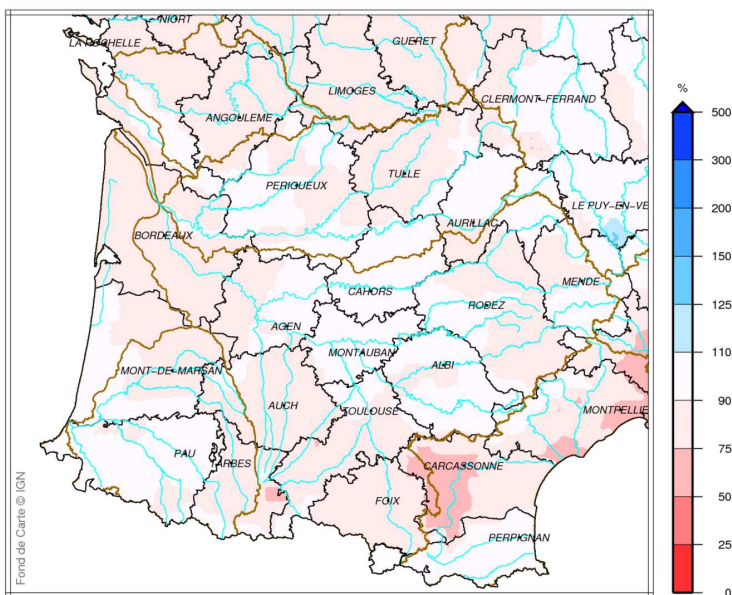 NIORT
LA ROCHELLE
GUERET
%
LIMOGES
CLERMONT-FERRAND
ANGOULEME
500
300
TULLE
PERIGUEUX
200
LE PUY-EN-VE
AURILLAC
BORDEAUX
150
MENDE
CAHORS
125
RODEZ
AGEN
110
MONTAUBAN
ALBI
MONT-DE-MARSAN
90
AUCH
TOULOUSE
MONTPELLIE
75
PAU
TARBES
CARCASSONNE
50
FOIX
PERPIGNAN
25
0
Fond de Carte © IGN